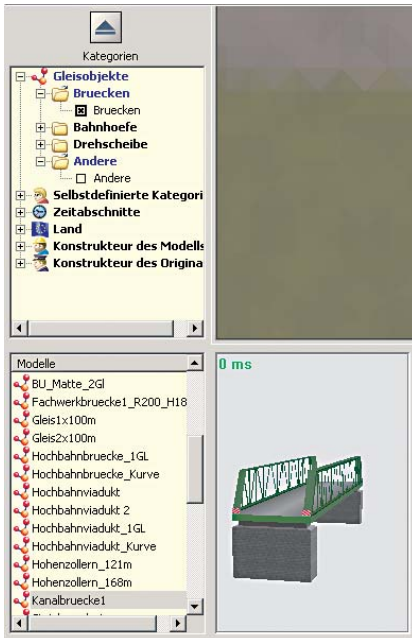 Kategorien
Gleisobjekte
Bruecken
Bruecken
Bahnhoefe
Drehscheibe
Andere
Andere
Selbstdefinierte Kategori
Zeitabschnitte
Land
Konstrukteur des Modells
Konstrukteur des Origina
Modelle
BU_Matte_2Gl
Fachwerkbruecke1_R200_H18
Gleis1x100m
Gleis2x100m
Hochbahnbruecke_1GL
Hochbahnbruecke_Kurve
Hochbahnviadukt
Hochbahnviadukt 2
Hochbahnviadukt_1GL
Hochbahnviadukt_Kurve
Hohenzollern_121m
Hohenzollern_168m
Kanalbruecke1
0 ms